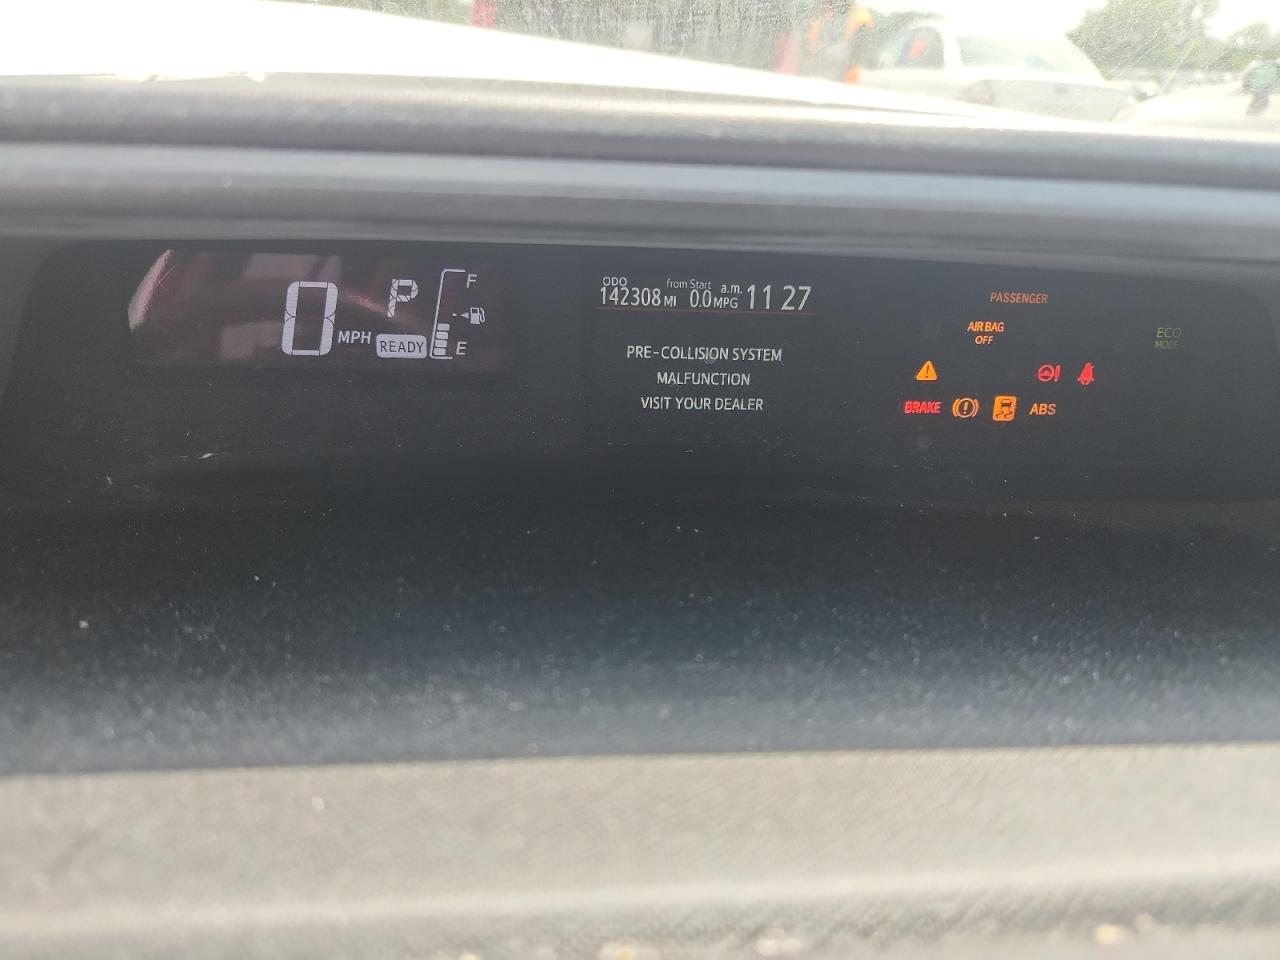 0 MPH
P
READY
F
E
ODO
142308 MI
from Start
0.0 MPG
a.m.
11 27
PRE-COLLISION SYSTEM
MALFUNCTION
VISIT YOUR DEALER
PASSENGER
AIR BAG
OFF
ECO
MODE
!
BRAKE
(!)
ABS